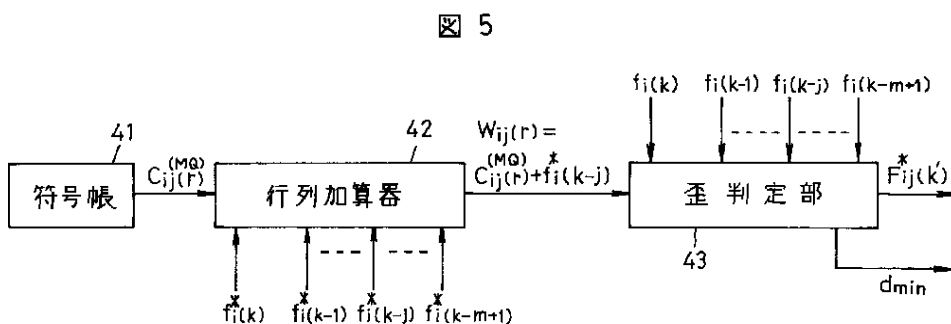 図 5
fi(k) fi(k-1) fi(k-j) fi(k-m+1)
41
42
Wij(r)=
符号帳
Cij(r)(MQ)
行列加算器
Cij(r)(MQ)+f*i(k-j)
歪判定部
F*ij(k')
43
dmin
f*i(k) f*i(k-1) f*i(k-j) f*i(k-m+1)